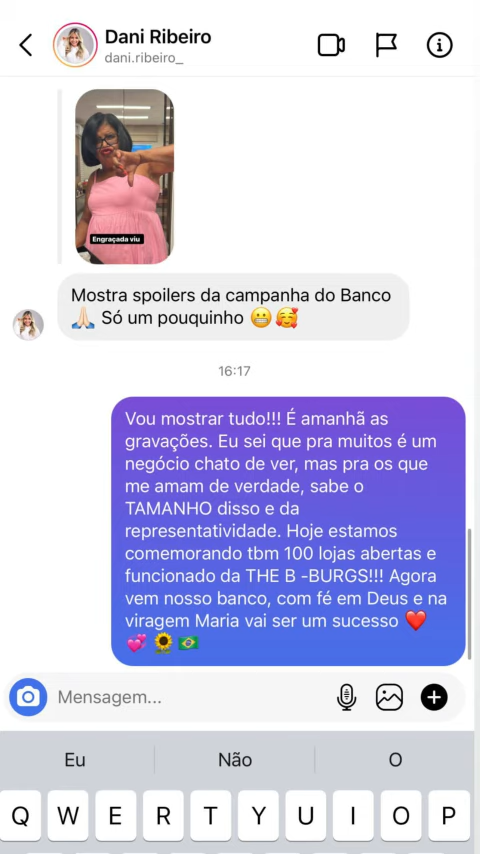 Dani Ribeiro
dani.ribeiro_
Engraçada viu
Mostra spoilers da campanha do Banco
🙏🏻 Só um pouquinho 😬🥰
16:17
Vou mostrar tudo!!! É amanhã as
gravações. Eu sei que pra muitos é um
negócio chato de ver, mas pra os que
me amam de verdade, sabe o
TAMANHO disso e da
representatividade. Hoje estamos
comemorando tbm 100 lojas abertas e
funcionado da THE B -BURGS!!! Agora
vem nosso banco, com fé em Deus e na
viragem Maria vai ser um sucesso ❤️
💞🌻🇧🇷
Mensagem...
Eu Não O
Q W E R T Y U I O P